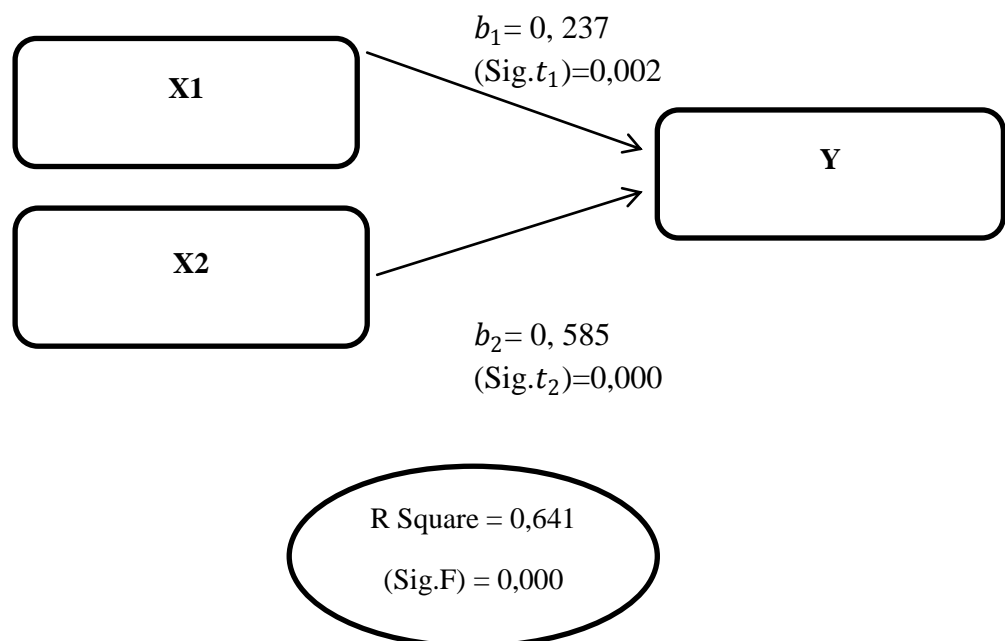 b₁= 0, 237
(Sig.t₁)=0,002
X1
Y
X2
b₂= 0, 585
(Sig.t₂)=0,000
R Square = 0,641
(Sig.F) = 0,000